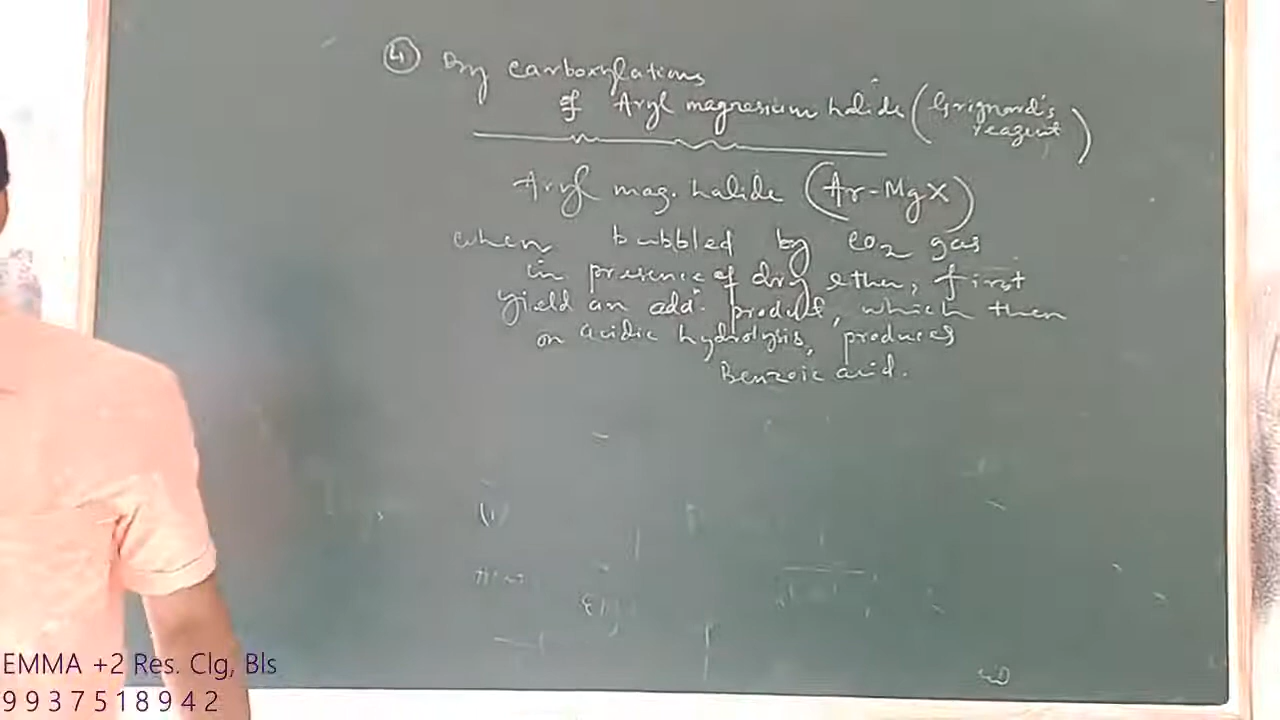 (4) Dry carboxylations
of Aryl magnesium halide (Grignard's
reagent)
Aryl mag. halide (Ar-MgX)
when bubbled by CO2 gas
in presence of dry ether, first
yield an addn product, which then
on acidic hydrolysis, produces
Benzoic acid.
(1)
EMMA +2 Res. Clg, Bls
9937518942